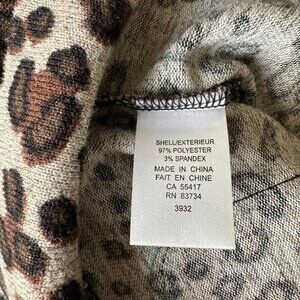 SHELL/EXTERIEUR
97% POLYESTER
3% SPANDEX
MADE IN CHINA
FAIT EN CHINE
CA 55417
RN 83734
3932